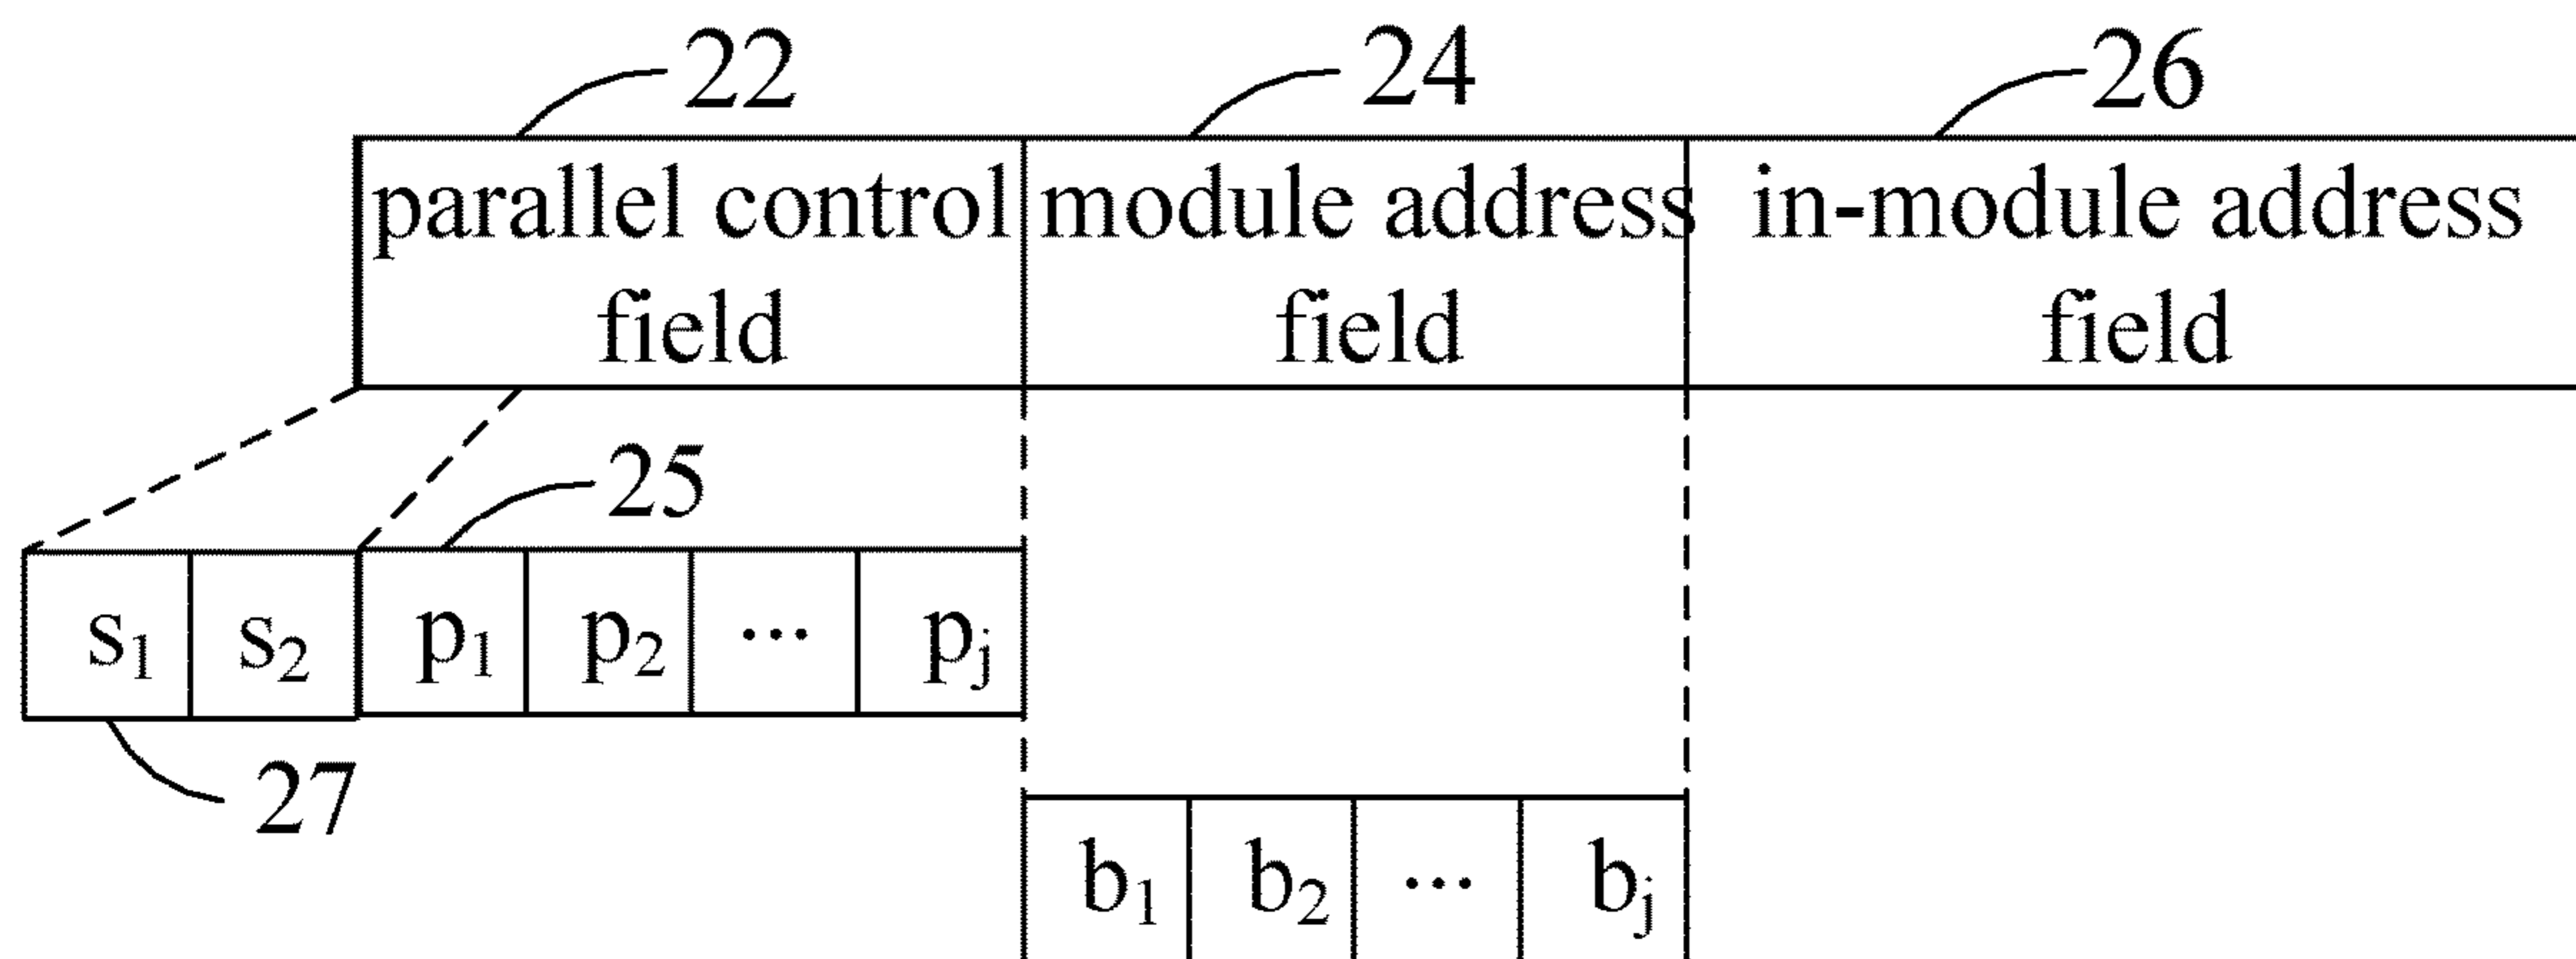 22 24 26
parallel control module address in-module address
field field field
25
s₁ s₂ p₁ p₂ ... pⱼ
27
b₁ b₂ ... bⱼ